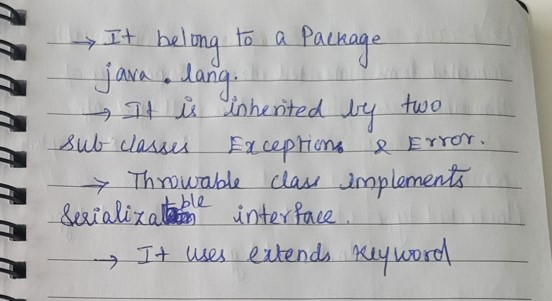 → It belong to a Package
java . lang.
→ It is inherited by two
sub classes Exceptions & Error.
→ Throwable class implements
Serializable interface.
→ It uses extends keyword